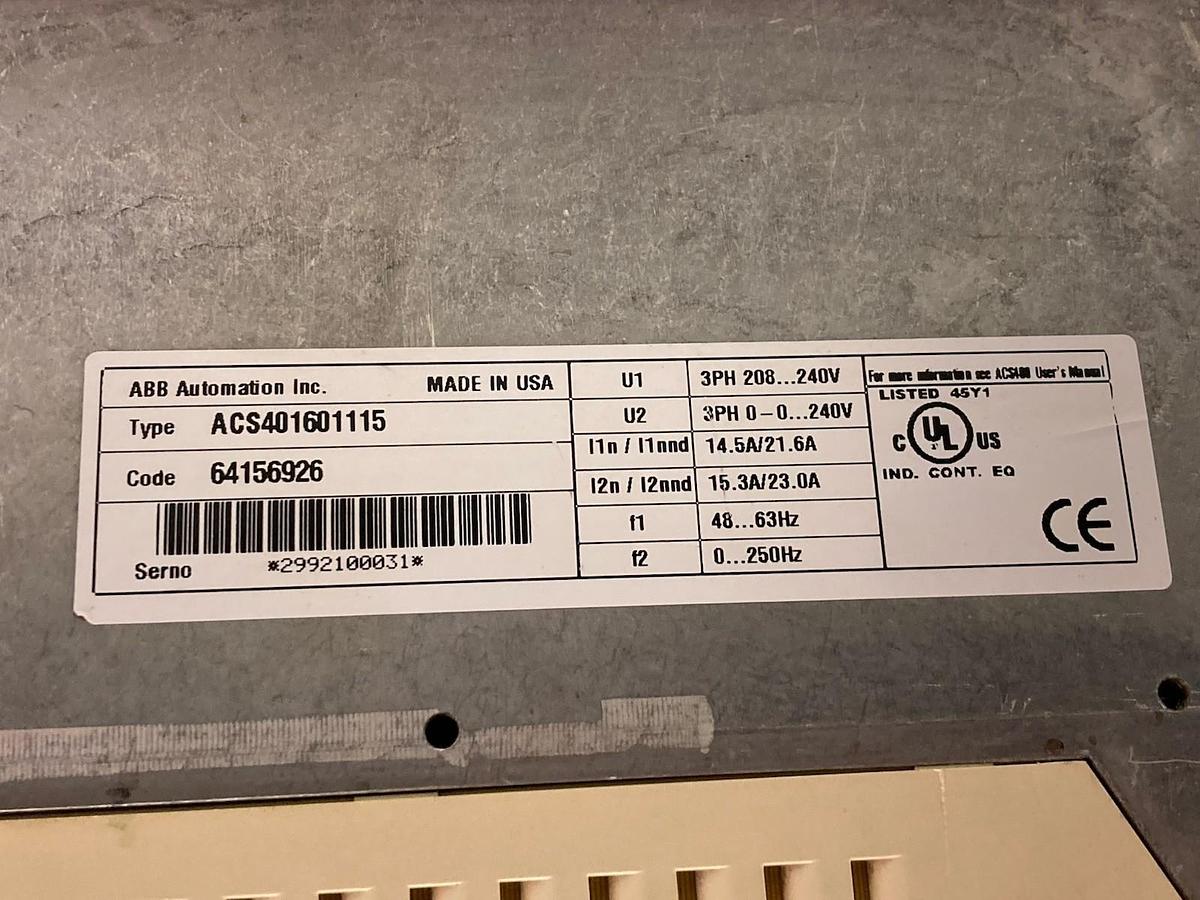 ABB Automation Inc. MADE IN USA
Type ACS401601115
Code 64156926
*2992100031*
Serno
U1 3PH 208...240V
U2 3PH 0-0...240V
I1n / I1nnd 14.5A/21.6A
I2n / I2nnd 15.3A/23.0A
f1 48...63Hz
f2 0...250Hz
For more information see ACS400 User's Manual
LISTED 45Y1
C UL US
IND. CONT. EQ
CE